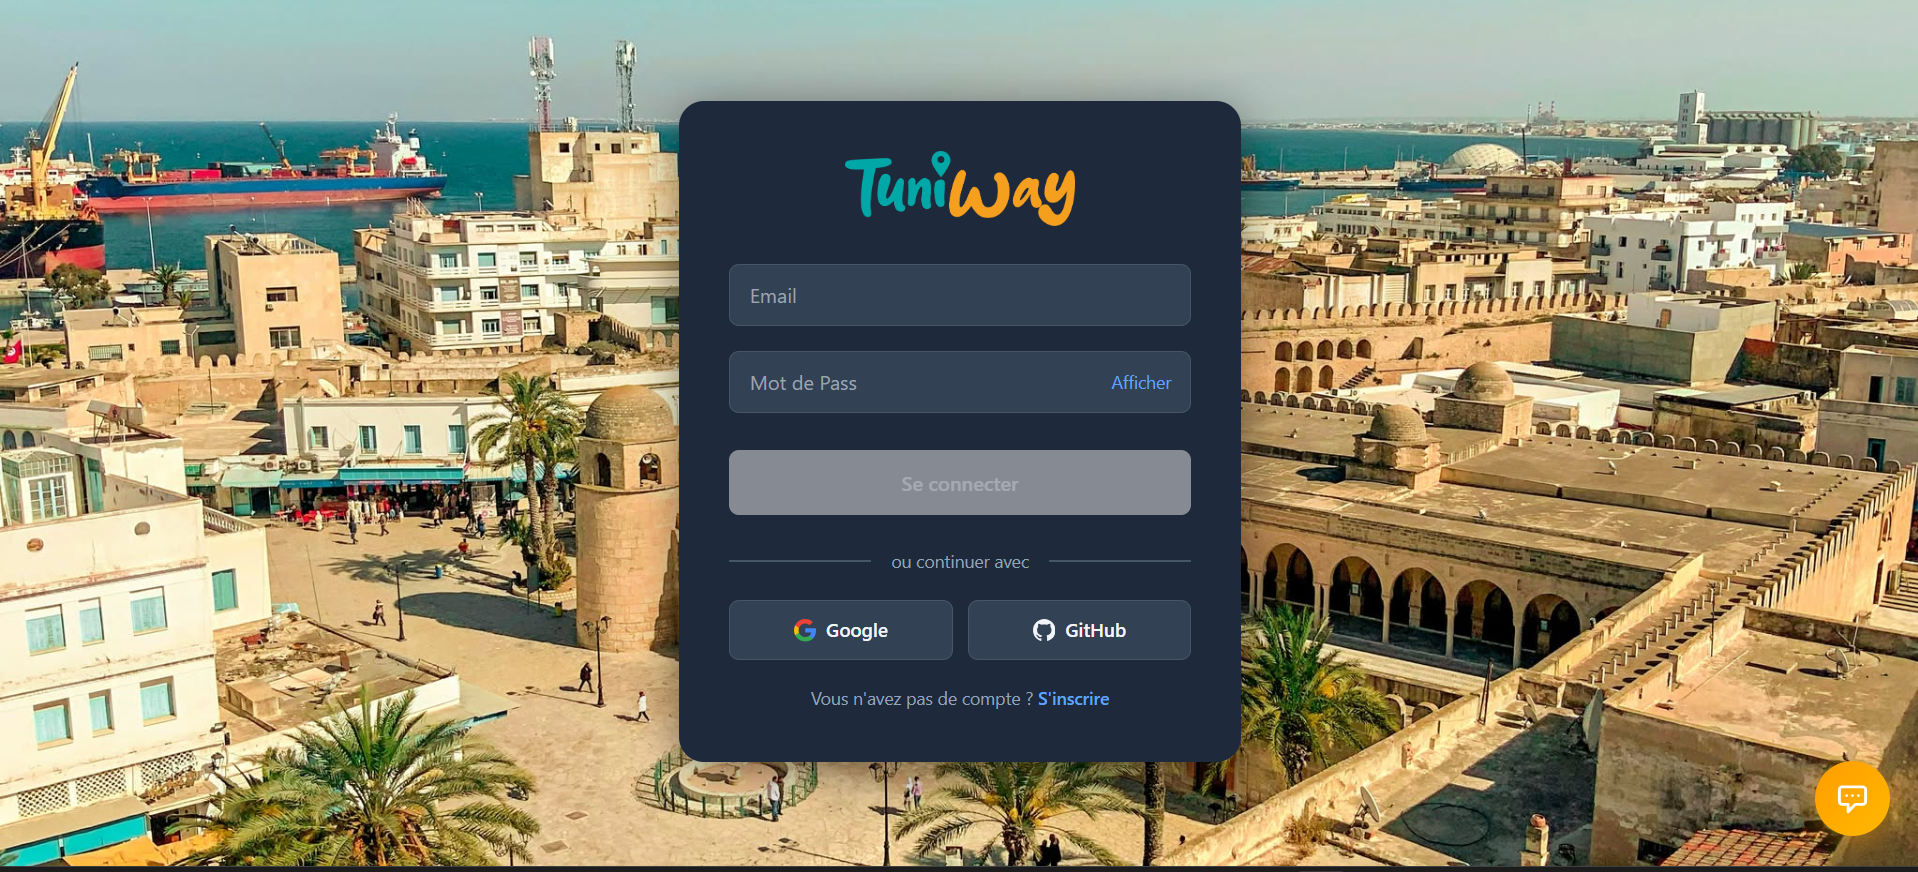 TuniWay
Email
Mot de Pass
Afficher
Se connecter
ou continuer avec
Google
GitHub
Vous n'avez pas de compte ? S'inscrire